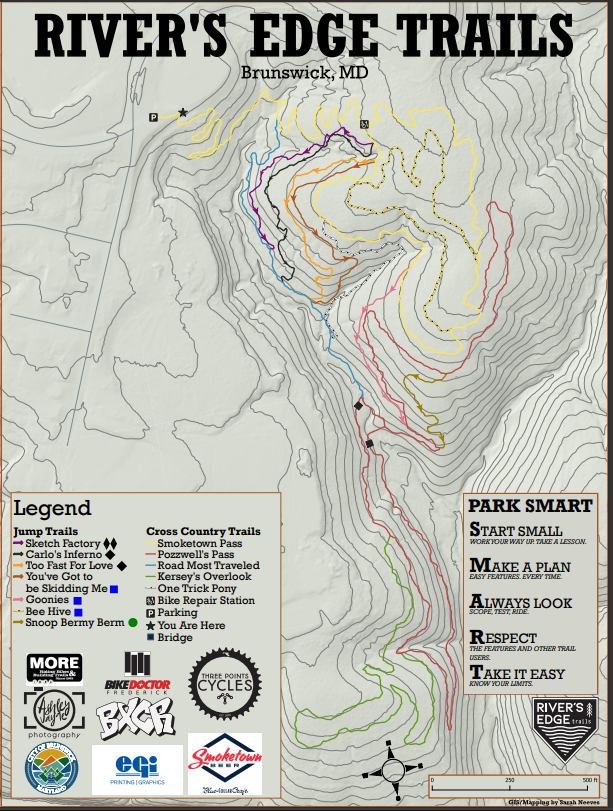 RIVER'S EDGE TRAILS
Brunswick, MD
P
Legend
Jump Trails
Sketch Factory
Carlo's Inferno
Too Fast For Love
You've Got to
be Skidding Me
Goonies
Bee Hive
Snoop Bermy Berm
Cross Country Trails
Smoketown Pass
Pozzwell's Pass
Road Most Traveled
Kersey's Overlook
One Trick Pony
Bike Repair Station
P Parking
You Are Here
Bridge
PARK SMART
START SMALL
WORK YOUR WAY UP. TAKE A LESSON.
MAKE A PLAN
EASY FEATURES. EVERY TIME.
ALWAYS LOOK
SCOPE, TEST, RIDE.
RESPECT
THE FEATURES AND OTHER TRAIL
USERS.
TAKE IT EASY
KNOW YOUR LIMITS.
MORE
BIKEDOCTOR
FREDERICK
THREE POINTS
CYCLES
Ashley
photography
BXCR
MARYLAND
eqi
PRINTING | GRAPHICS
Smoketown
BEER
RIVER'S
EDGE trails
0 250 500 ft
GIS/Mapping by Sarah Neeves